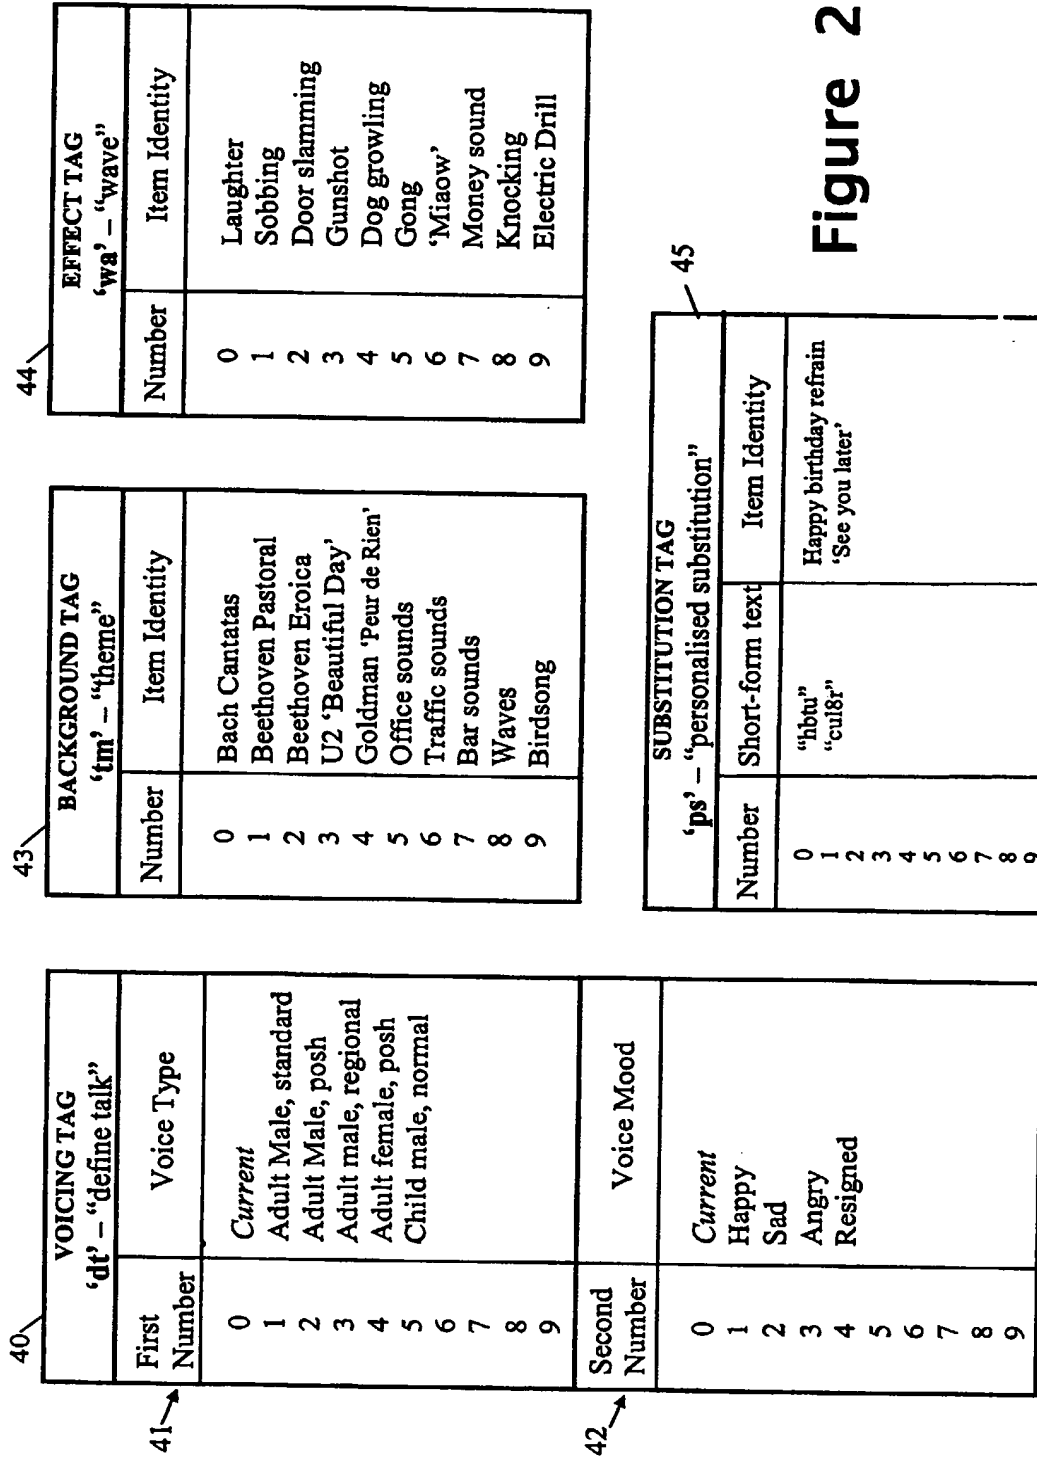 40
VOICING TAG
‘dt’ – “define talk”
First Number Voice Type
41
0 Current
1 Adult Male, standard
2 Adult Male, posh
3 Adult male, regional
4 Adult female, posh
5 Child male, normal
6
7
8
9
Second Number Voice Mood
42
0 Current
1 Happy
2 Sad
3 Angry
4 Resigned
5
6
7
8
9
43
BACKGROUND TAG
‘tm’ – “theme”
Number Item Identity
0 Bach Cantatas
1 Beethoven Pastoral
2 Beethoven Eroica
3 U2 ‘Beautiful Day’
4 Goldman ‘Peur de Rien’
5 Office sounds
6 Traffic sounds
7 Bar sounds
8 Waves
9 Birdsong
44
EFFECT TAG
‘wa’ – “wave”
Number Item Identity
0 Laughter
1 Sobbing
2 Door slamming
3 Gunshot
4 Dog growling
5 Gong
6 ‘Miaow’
7 Money sound
8 Knocking
9 Electric Drill
45
SUBSTITUTION TAG
‘ps’ – “personalised substitution”
Number Short-form text Item Identity
0 “hbtu” Happy birthday refrain
1 “cul8r” ‘See you later’
2
3
4
5
6
7
8
9
Figure 2